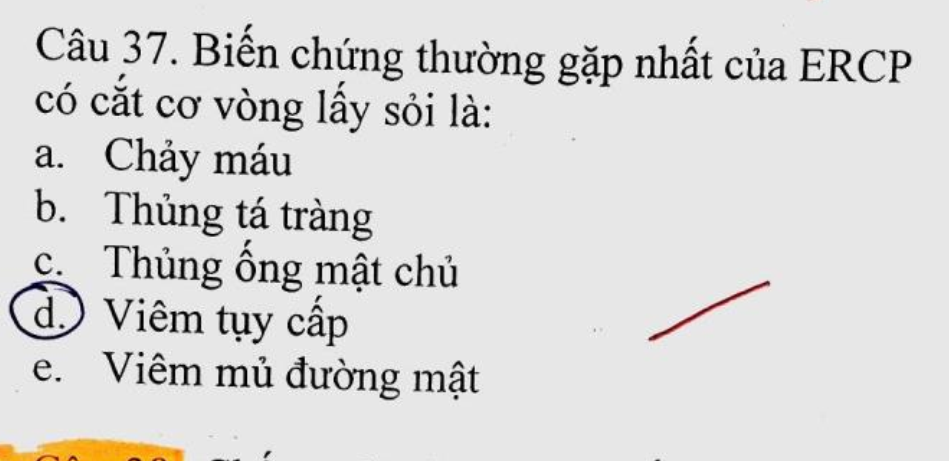 Câu 37. Biến chứng thường gặp nhất của ERCP
có cắt cơ vòng lấy sỏi là:
a. Chảy máu
b. Thủng tá tràng
c. Thủng ống mật chủ
d. Viêm tụy cấp
e. Viêm mủ đường mật